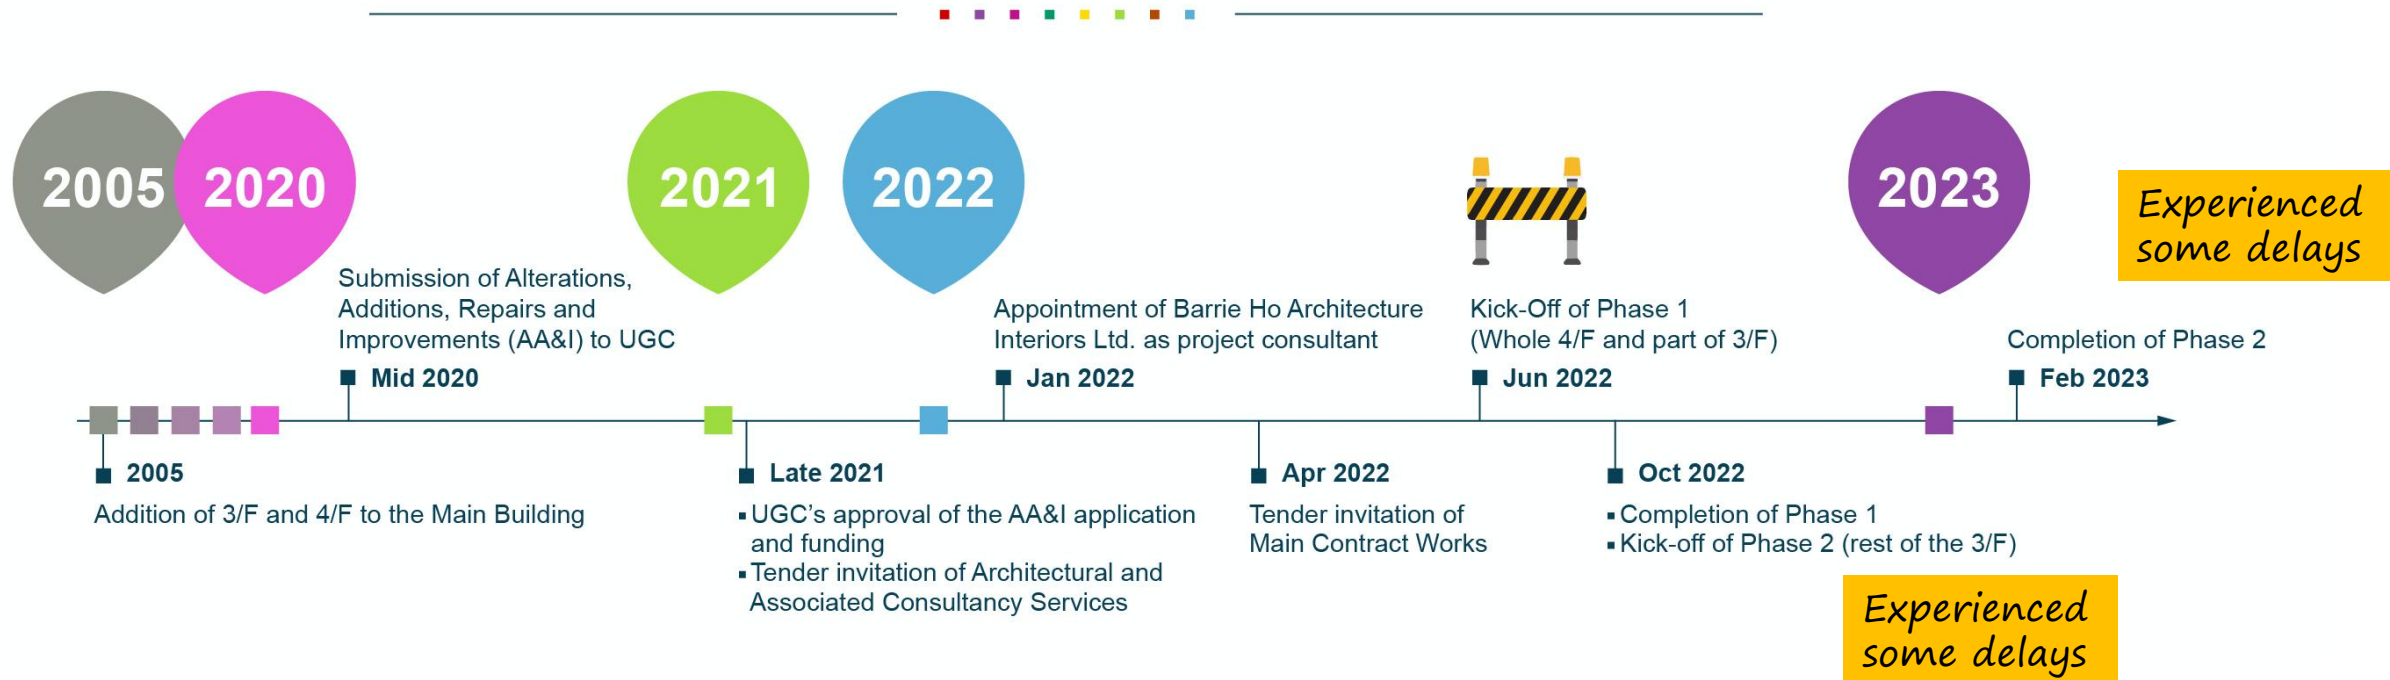 2005
2020
2021
2022
2023
Experienced
some delays
Submission of Alterations,
Additions, Repairs and
Improvements (AA&I) to UGC
Mid 2020
Appointment of Barrie Ho Architecture
Interiors Ltd. as project consultant
Jan 2022
Kick-Off of Phase 1
(Whole 4/F and part of 3/F)
Jun 2022
Completion of Phase 2
Feb 2023
2005
Addition of 3/F and 4/F to the Main Building
Late 2021
▪UGC’s approval of the AA&I application
and funding
▪Tender invitation of Architectural and
Associated Consultancy Services
Apr 2022
Tender invitation of
Main Contract Works
Oct 2022
▪Completion of Phase 1
▪Kick-off of Phase 2 (rest of the 3/F)
Experienced
some delays